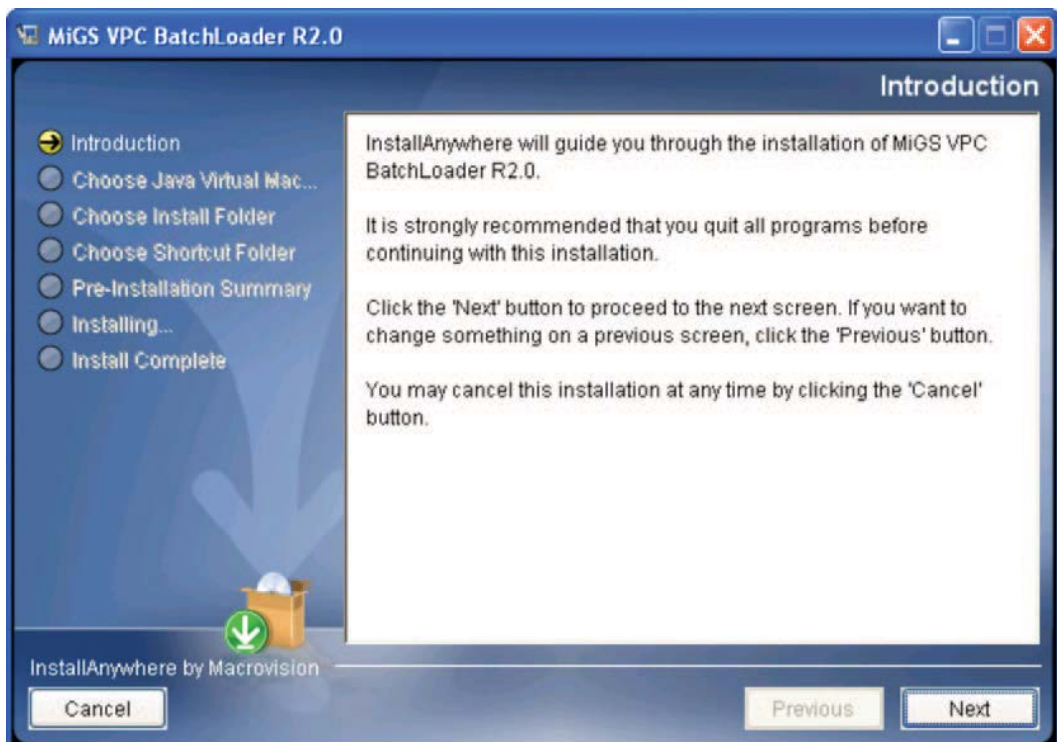 MiGS VPC BatchLoader R2.0
Introduction
Introduction
Choose Java Virtual Mac...
Choose Install Folder
Choose Shortcut Folder
Pre-Installation Summary
Installing...
Install Complete
InstallAnywhere will guide you through the installation of MiGS VPC
BatchLoader R2.0.
It is strongly recommended that you quit all programs before
continuing with this installation.
Click the 'Next' button to proceed to the next screen. If you want to
change something on a previous screen, click the 'Previous' button.
You may cancel this installation at any time by clicking the 'Cancel'
button.
InstallAnywhere by Macrovision
Cancel
Previous
Next